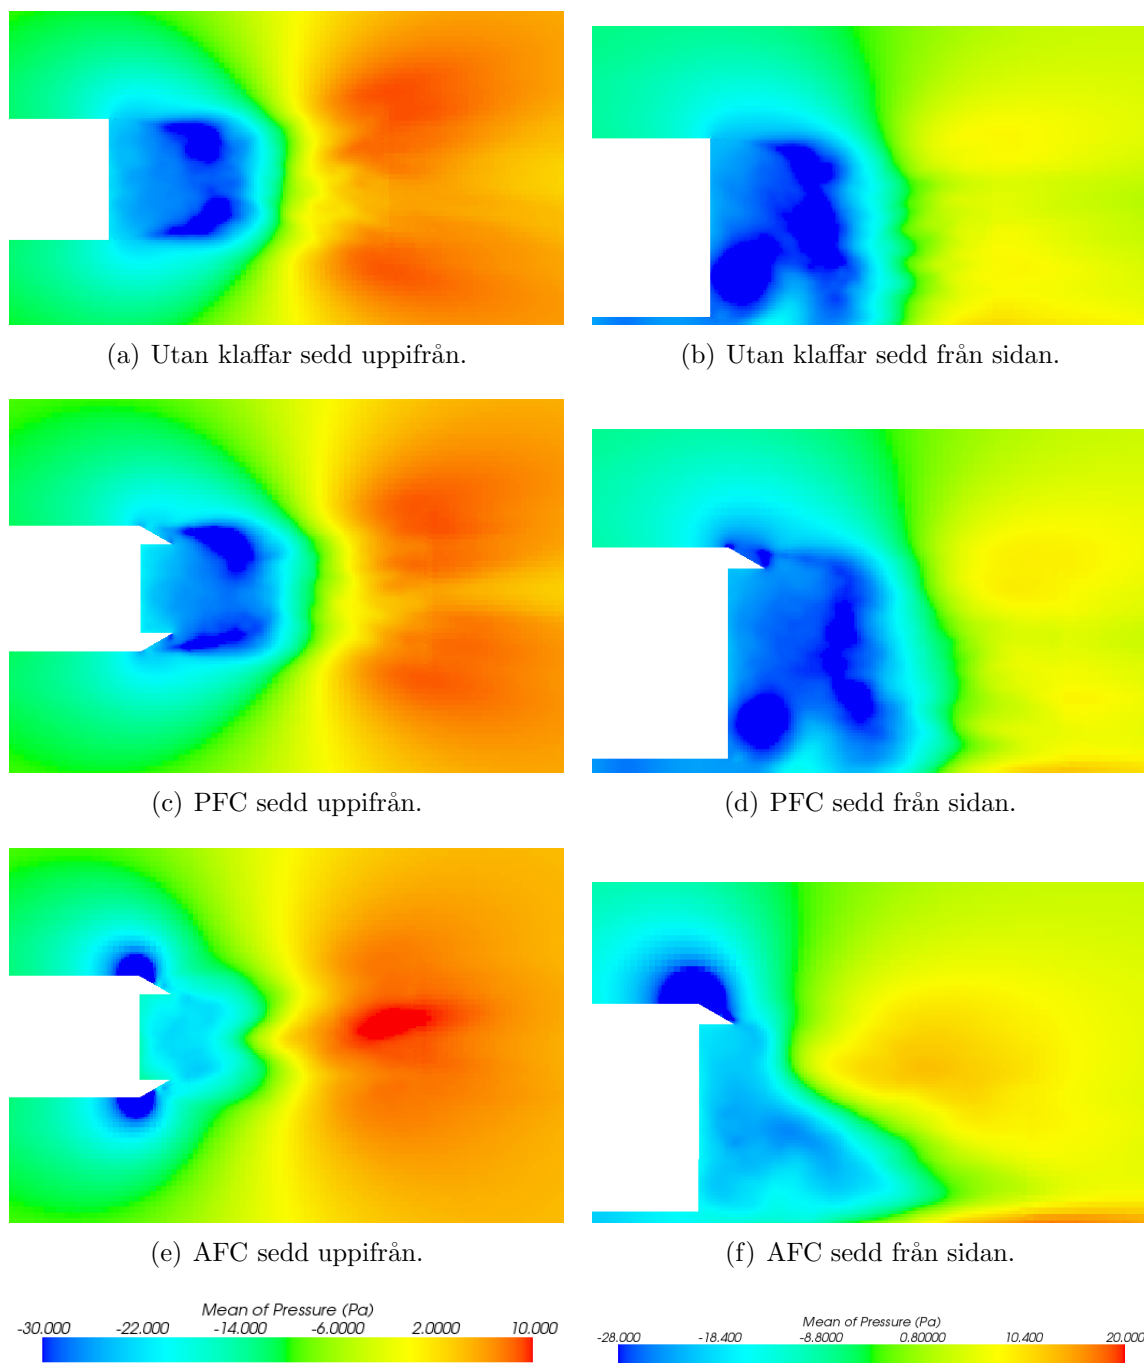 (a) Utan klaffar sedd uppifrån.
(b) Utan klaffar sedd från sidan.
(c) PFC sedd uppifrån.
(d) PFC sedd från sidan.
(e) AFC sedd uppifrån.
(f) AFC sedd från sidan.
Mean of Pressure (Pa)
-30.000 -22.000 -14.000 -6.0000 2.0000 10.000
Mean of Pressure (Pa)
-28.000 -18.400 -8.8000 0.80000 10.400 20.000